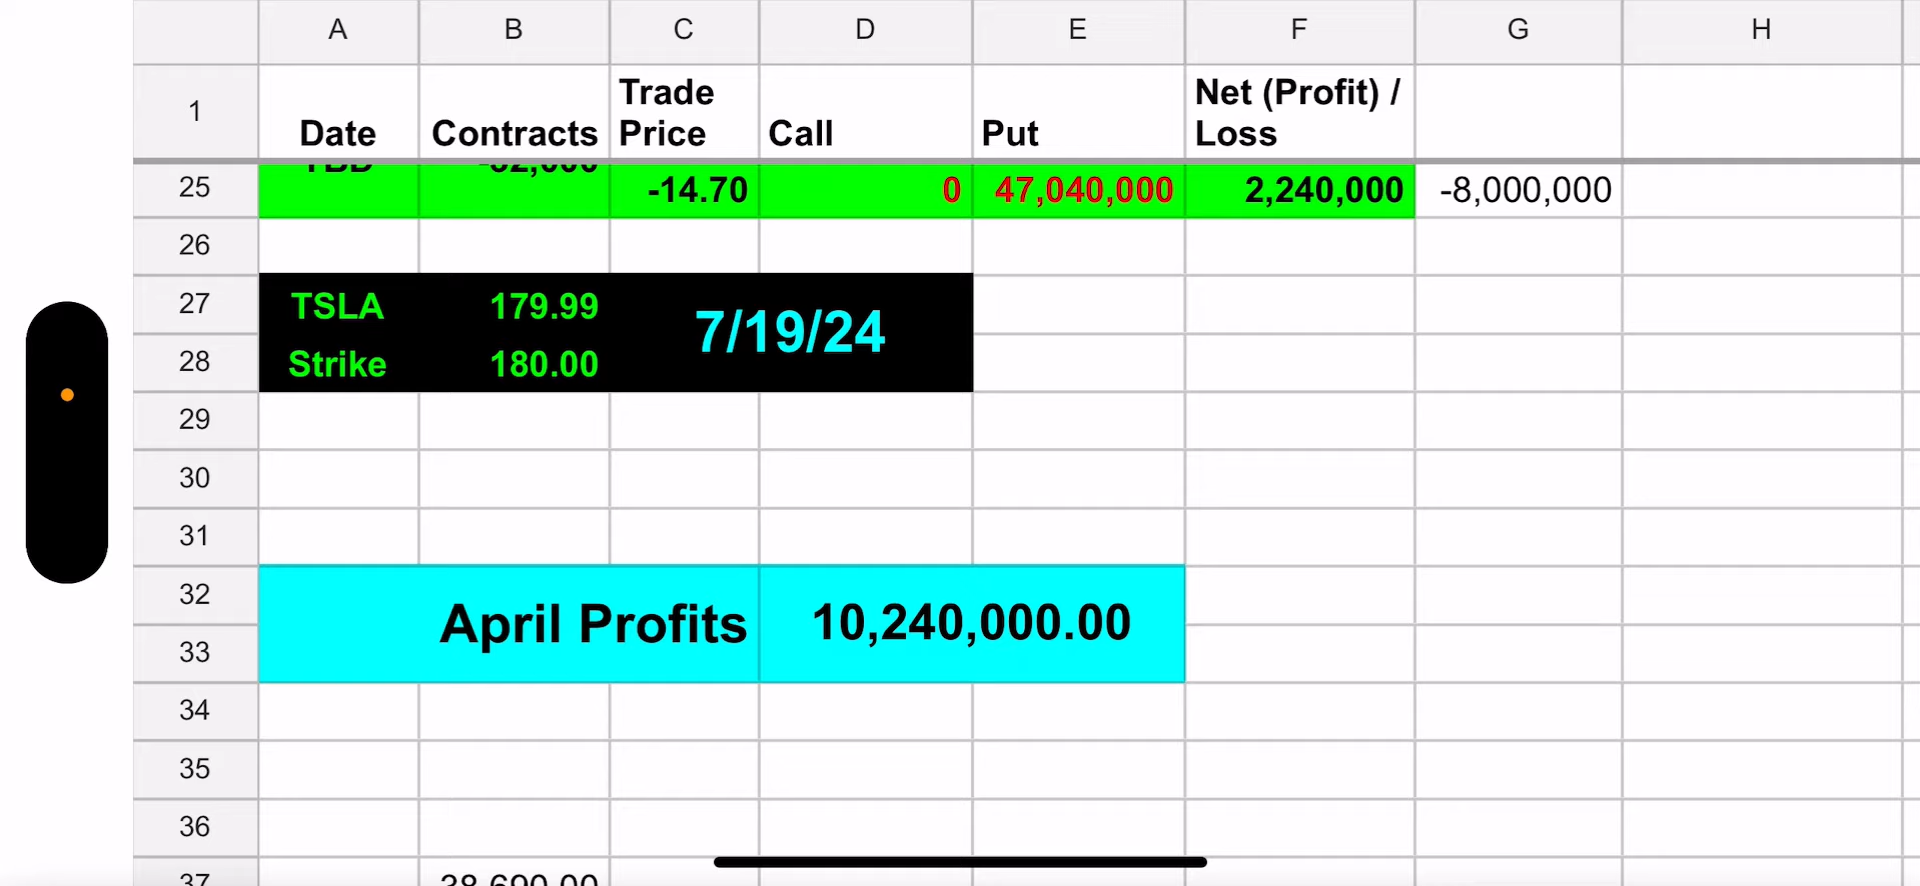 A B C D E F G H
1 Date Contracts Trade Price Call Put Net (Profit) / Loss
25 -14.70 0 47,040,000 2,240,000 -8,000,000
26
27 TSLA 179.99 7/19/24
28 Strike 180.00
29
30
31
32 April Profits 10,240,000.00
33
34
35
36
37